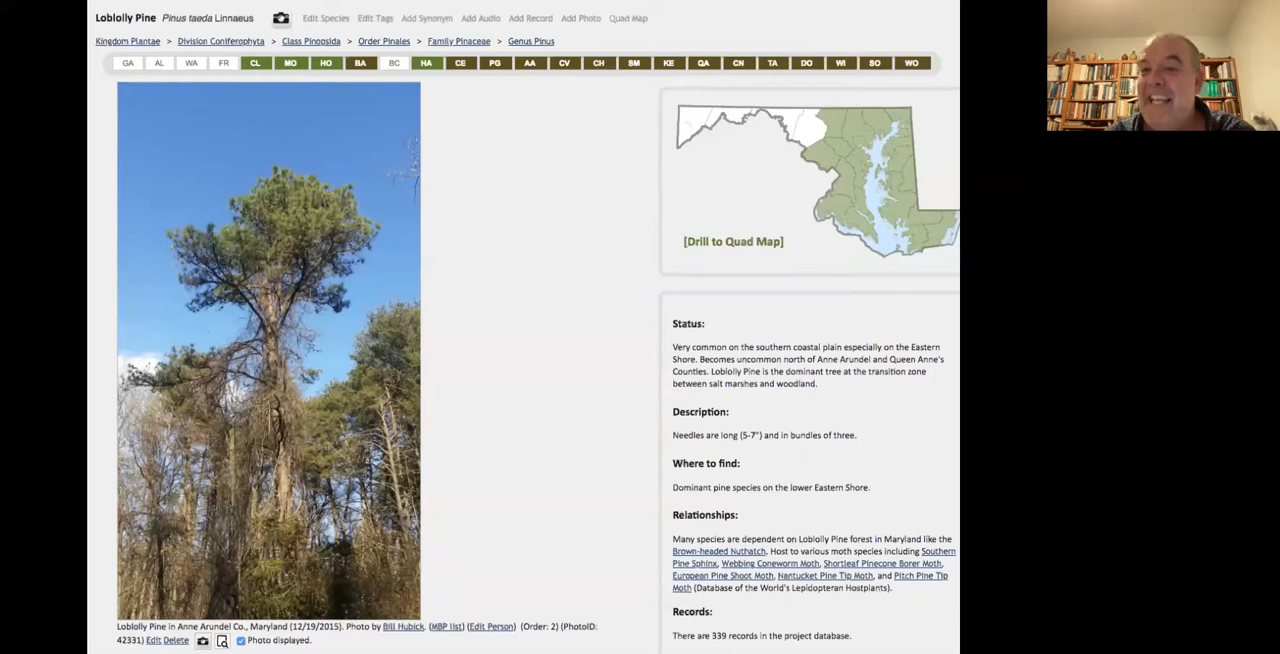 Loblolly Pine Pinus taeda Linnaeus Edit Species Edit Tags Add Synonym Add Audio Add Record Add Photo Quad Map
Kingdom Plantae > Division Coniferophyta > Class Pinopsida > Order Pinales > Family Pinaceae > Genus Pinus
GA AL WA FR CL MO HO BA BC HA CE PG AA CV CH SM KE QA CN TA DO WI SO WO
[Drill to Quad Map]
Status:
Very common on the southern coastal plain especially on the Eastern
Shore. Becomes uncommon north of Anne Arundel and Queen Anne's
Counties. Loblolly Pine is the dominant tree at the transition zone
between salt marshes and woodland.
Description:
Needles are long (5-7") and in bundles of three.
Where to find:
Dominant pine species on the lower Eastern Shore.
Relationships:
Many species are dependent on Loblolly Pine forest in Maryland like the
Brown-headed Nuthatch. Host to various moth species including Southern
Pine Sphinx, Webbing Coneworm Moth, Shortleaf Pinecone Borer Moth,
European Pine Shoot Moth, Nantucket Pine Tip Moth, and Pitch Pine Tip
Moth (Database of the World's Lepidopteran Hostplants).
Records:
There are 339 records in the project database.
Loblolly Pine in Anne Arundel Co., Maryland (12/19/2015). Photo by Bill Hubick. (MBP list) (Edit Person) (Order: 2) (PhotoID:
42331) Edit Delete Photo displayed.